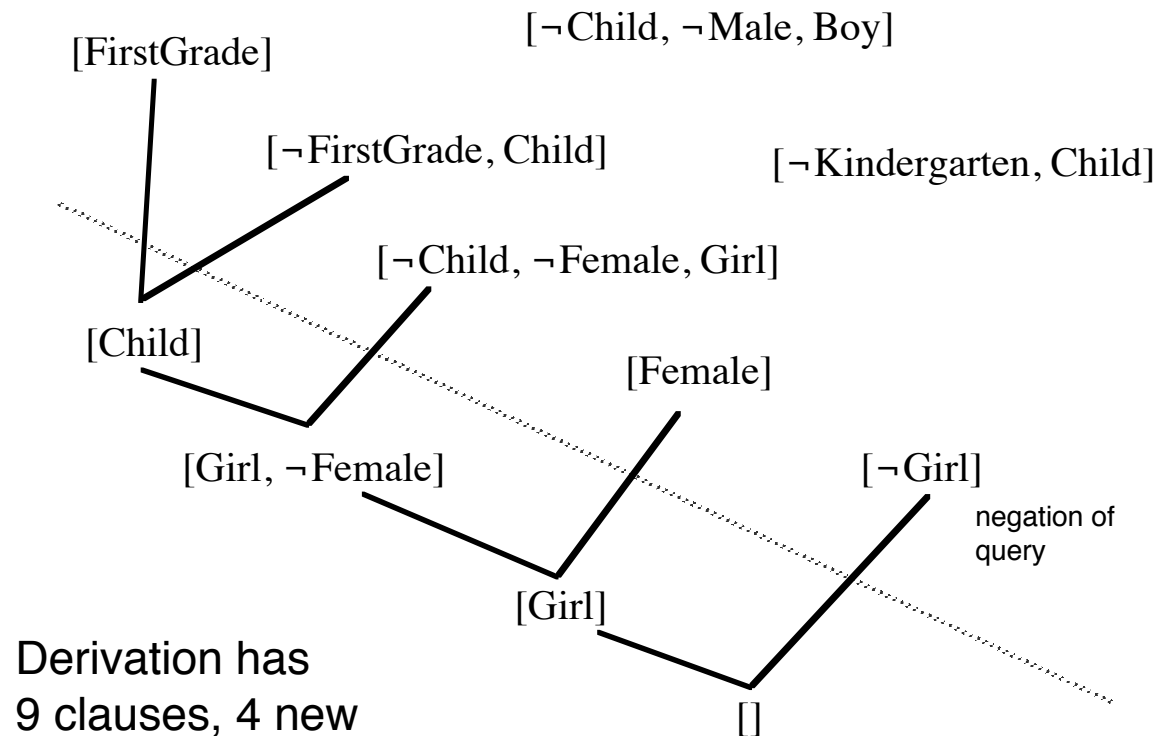 [¬Child, ¬Male, Boy]
[FirstGrade]
[¬FirstGrade, Child]
[¬Kindergarten, Child]
[¬Child, ¬Female, Girl]
[Child]
[Female]
[Girl, ¬Female]
[¬Girl]
negation of
query
[Girl]
Derivation has
9 clauses, 4 new
[]